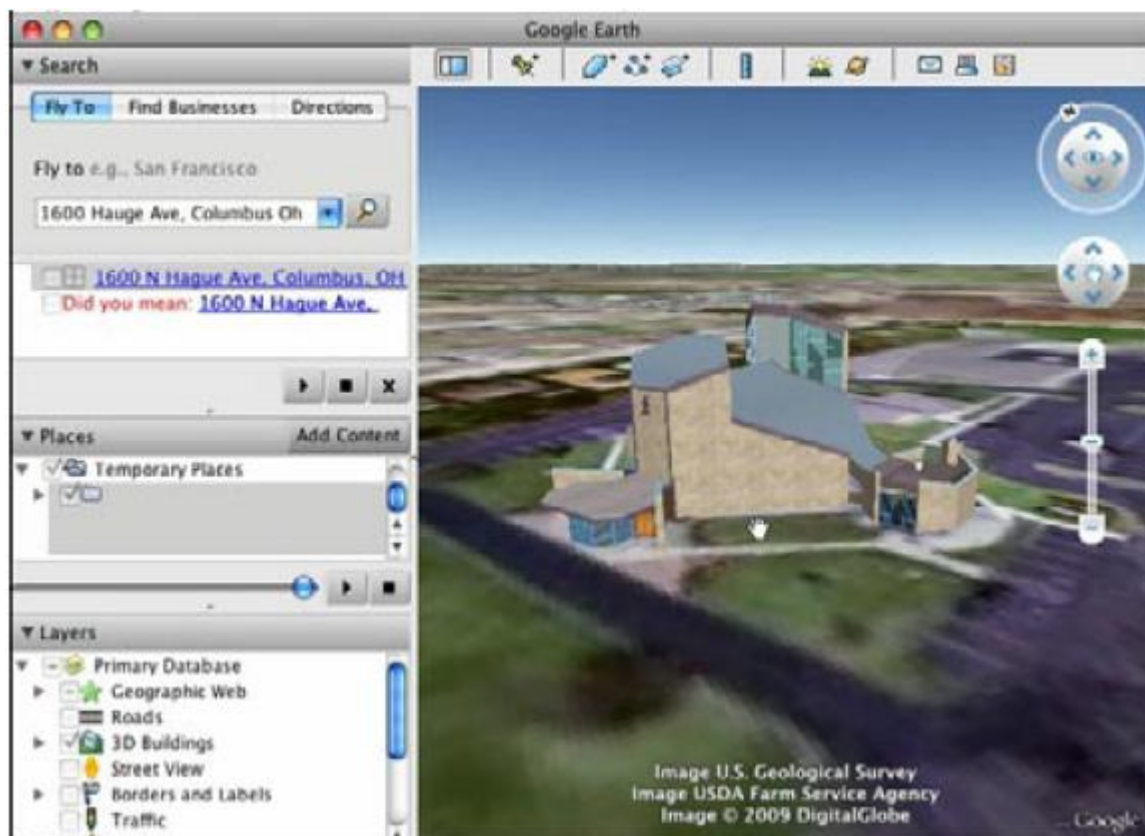 Google Earth
Search
Fly To Find Businesses Directions
Fly to e.g., San Francisco
1600 Hauge Ave, Columbus Oh
1600 N Hague Ave, Columbus, OH
Did you mean: 1600 N Hague Ave,
Places Add Content
Temporary Places
Layers
Primary Database
Geographic Web
Roads
3D Buildings
Street View
Borders and Labels
Traffic
Image U.S. Geological Survey
Image USDA Farm Service Agency
Image © 2009 DigitalGlobe
Google